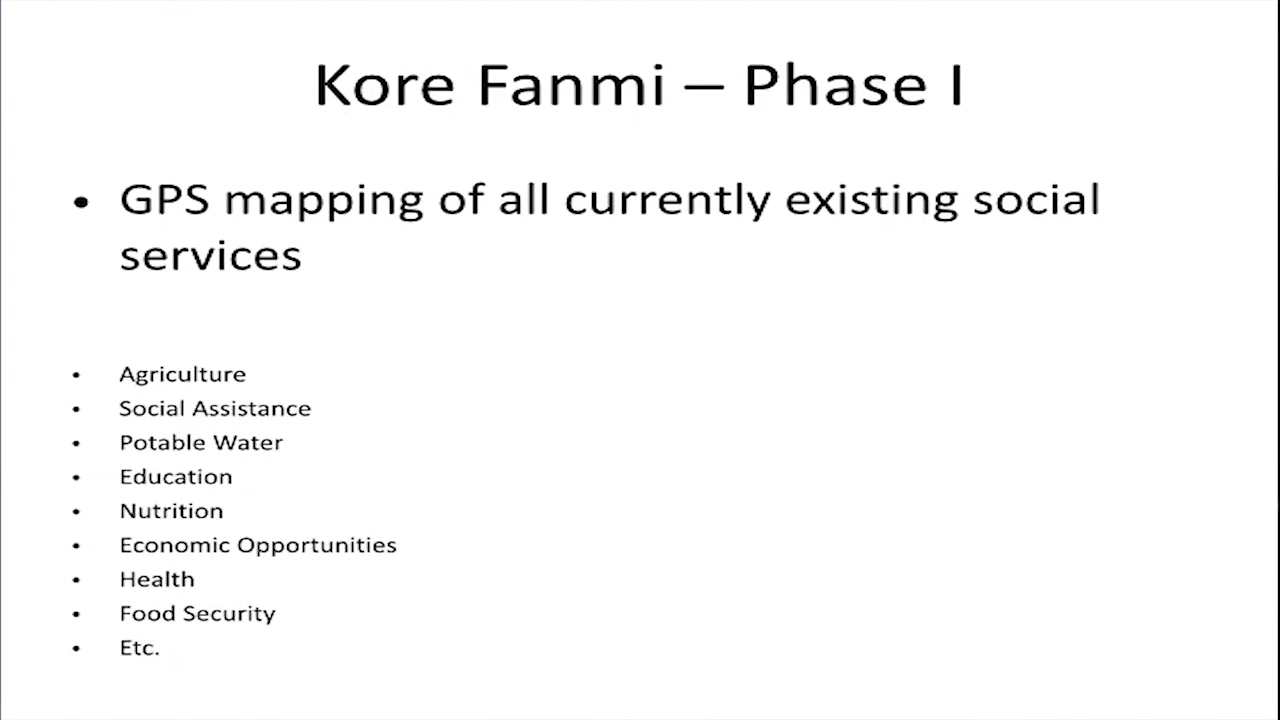 Kore Fanmi – Phase I
• GPS mapping of all currently existing social
services
• Agriculture
• Social Assistance
• Potable Water
• Education
• Nutrition
• Economic Opportunities
• Health
• Food Security
• Etc.